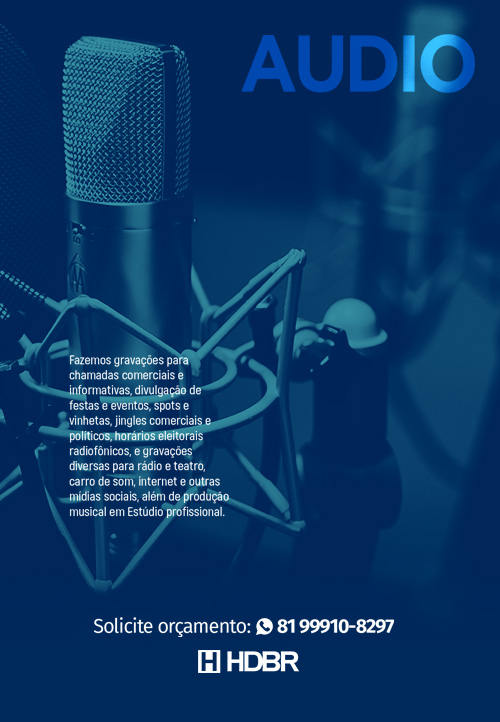 AUDIO
Fazemos gravações para
chamadas comerciais e
informativas, divulgação de
festas e eventos, spots e
vinhetas, jingles comerciais e
políticos, horários eleitorais
radiofônicos, e gravações
diversas para rádio e teatro,
carro de som, internet e outras
mídias sociais, além de produção
musical em Estúdio profissional.
Solicite orçamento: 81 99910-8297
H HDBR